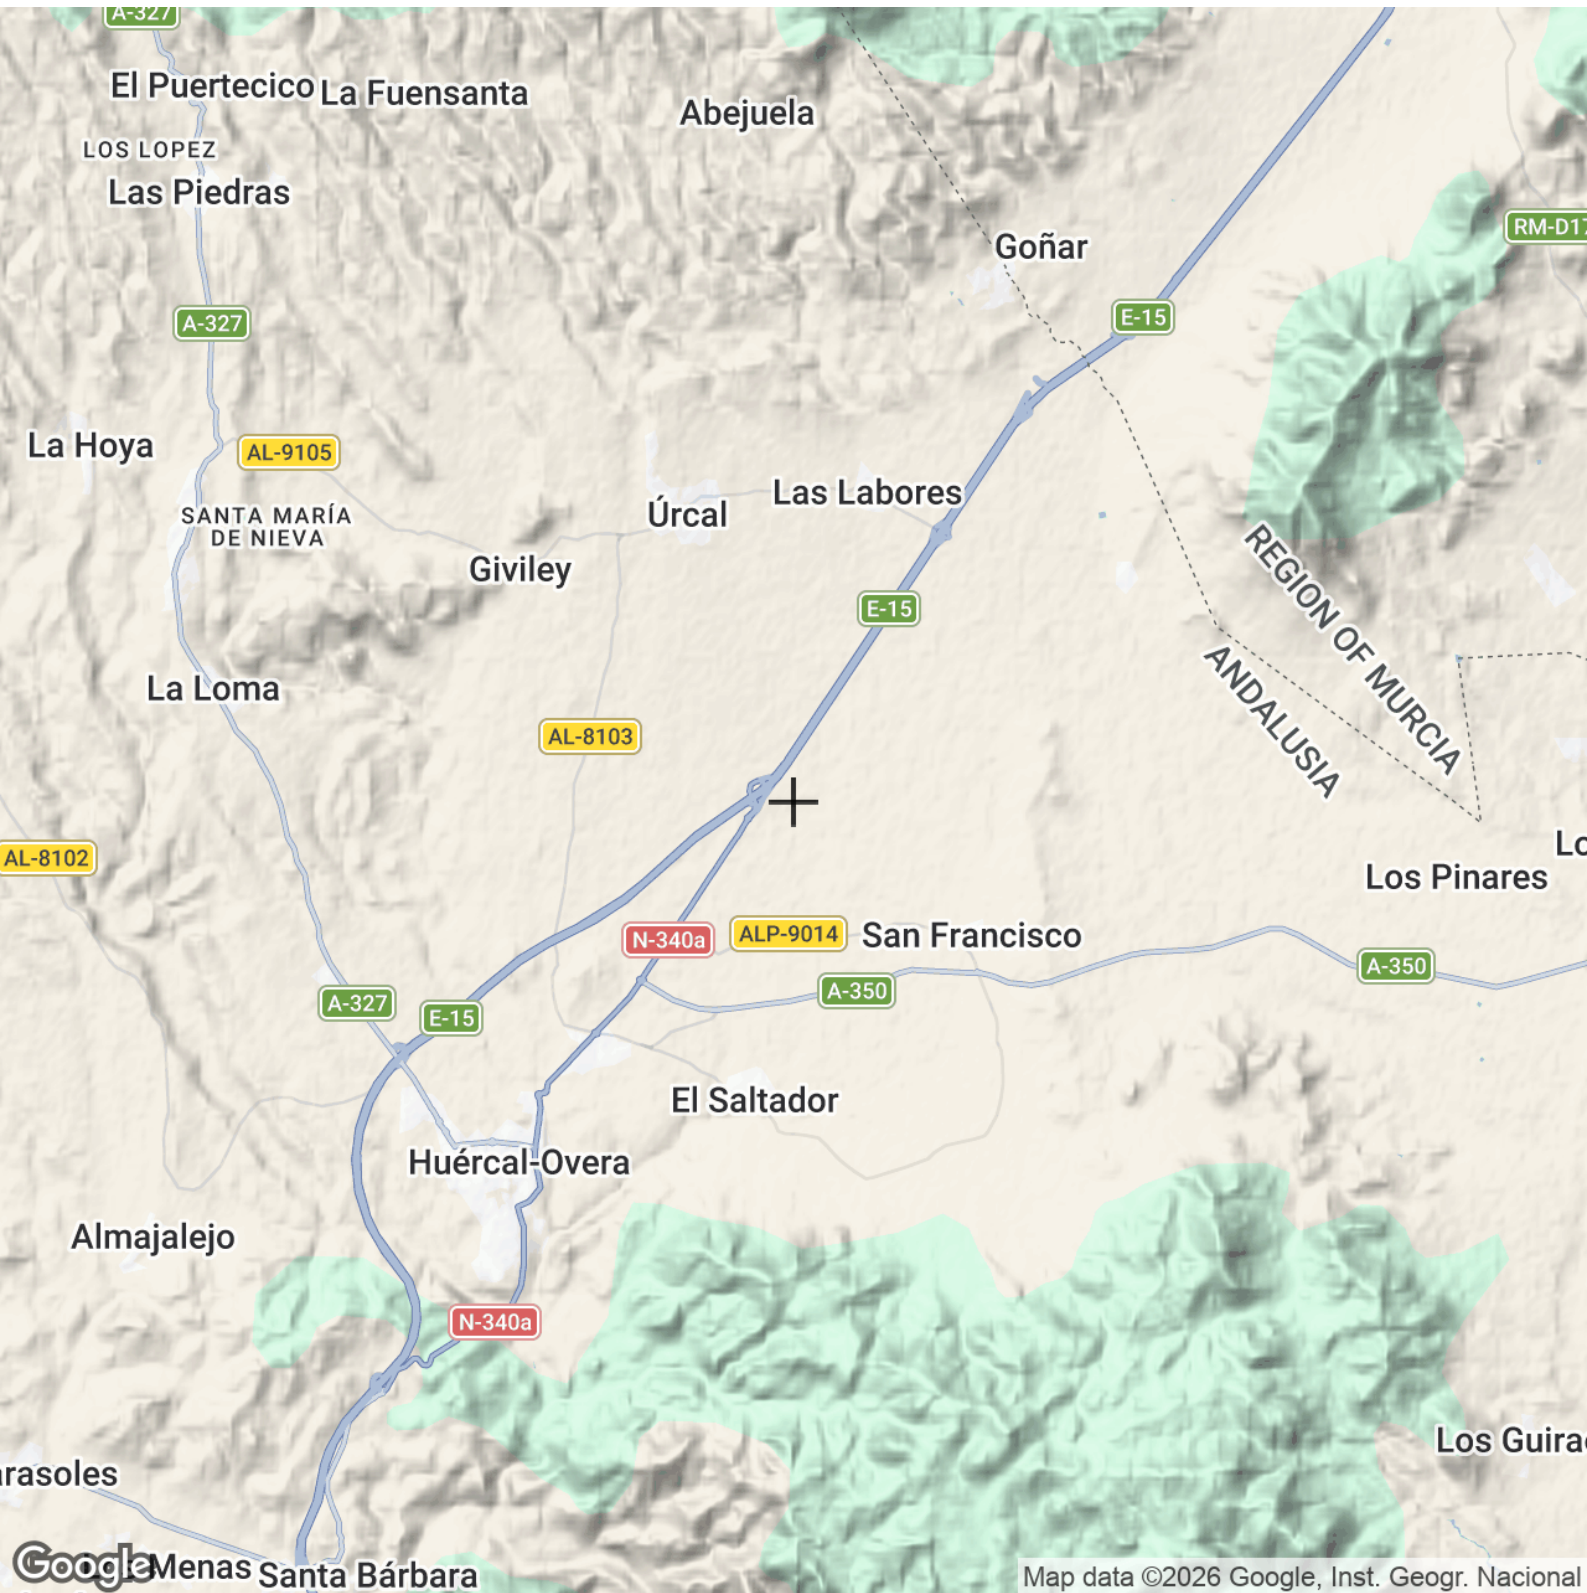 A-327
El Puertecico
La Fuensanta
Abejuela
LOS LOPEZ
Las Piedras
RM-D17
Goñar
A-327
E-15
La Hoya
AL-9105
Las Labores
SANTA MARÍA
DE NIEVA
Úrcal
Giviley
E-15
REGION OF MURCIA
ANDALUSIA
La Loma
AL-8103
AL-8102
Los Pinares
N-340a
ALP-9014
San Francisco
A-350
A-350
A-327
E-15
El Saltador
Huércal-Overa
Almajalejo
N-340a
Los Guira
arasoles
Google
Menas
Santa Bárbara
Map data ©2026 Google, Inst. Geogr. Nacional